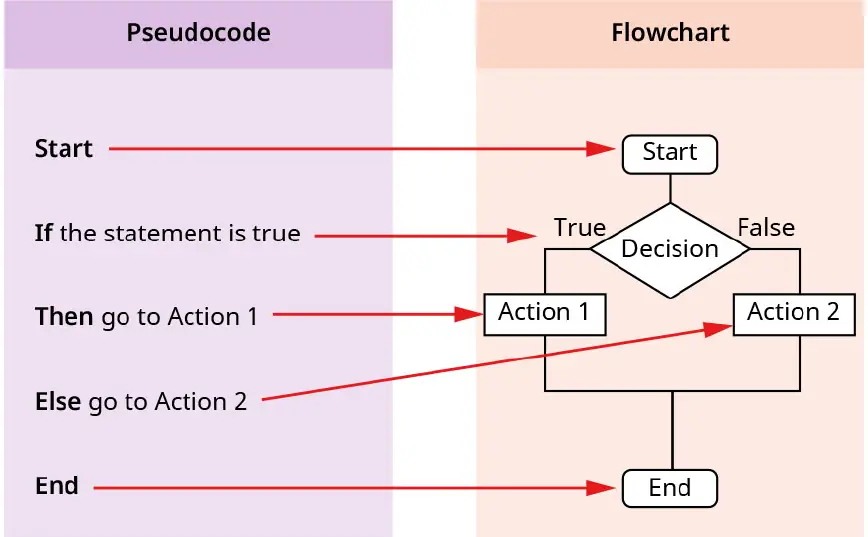 Pseudocode
Flowchart
Start
Start
If the statement is true
True
False
Decision
Then go to Action 1
Action 1
Action 2
Else go to Action 2
End
End